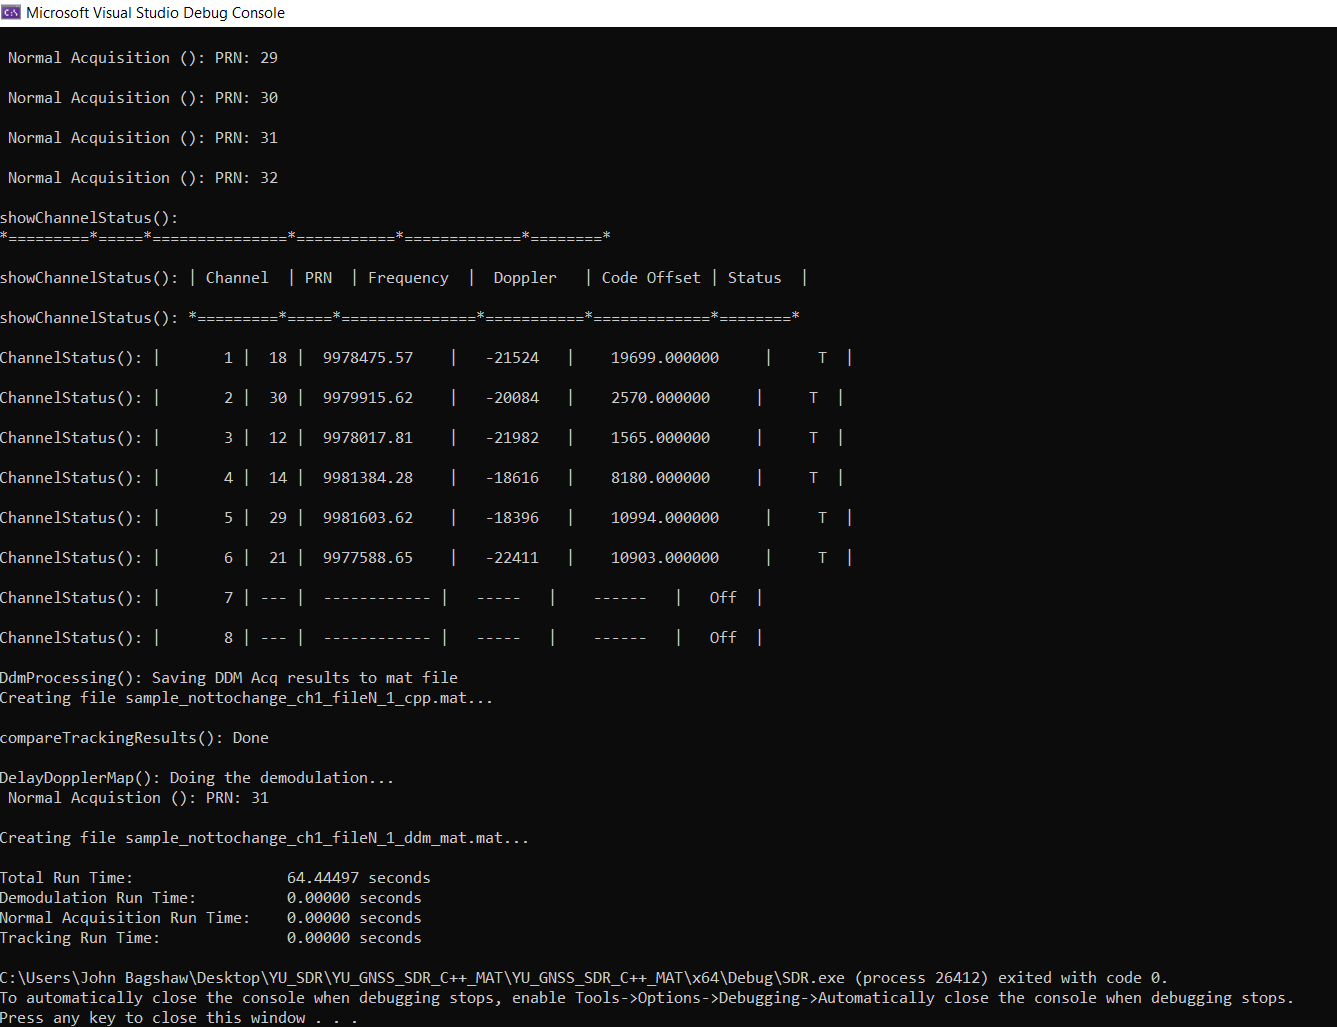 Microsoft Visual Studio Debug Console
Normal Acquisition (): PRN: 29
Normal Acquisition (): PRN: 30
Normal Acquisition (): PRN: 31
Normal Acquisition (): PRN: 32
showChannelStatus():
*=========*=====*===============*===========*=============*========*
showChannelStatus(): | Channel  | PRN  | Frequency  |  Doppler   | Code Offset | Status  |
showChannelStatus(): *=========*=====*===============*===========*=============*========*
ChannelStatus(): |       1 |  18 |  9978475.57    |   -21524   |    19699.000000     |     T  |
ChannelStatus(): |       2 |  30 |  9979915.62    |   -20084   |    2570.000000     |     T  |
ChannelStatus(): |       3 |  12 |  9978017.81    |   -21982   |    1565.000000     |     T  |
ChannelStatus(): |       4 |  14 |  9981384.28    |   -18616   |    8180.000000     |     T  |
ChannelStatus(): |       5 |  29 |  9981603.62    |   -18396   |    10994.000000     |     T  |
ChannelStatus(): |       6 |  21 |  9977588.65    |   -22411   |    10903.000000     |     T  |
ChannelStatus(): |       7 | --- |  ------------ |   -----   |    ------   |   Off  |
ChannelStatus(): |       8 | --- |  ------------ |   -----   |    ------   |   Off  |
DdmProcessing(): Saving DDM Acq results to mat file
Creating file sample_nottochange_ch1_fileN_1_cpp.mat...
compareTrackingResults(): Done
DelayDopplerMap(): Doing the demodulation...
Normal Acquistion (): PRN: 31
Creating file sample_nottochange_ch1_fileN_1_ddm_mat.mat...
Total Run Time:                 64.44497 seconds
Demodulation Run Time:          0.00000 seconds
Normal Acquisition Run Time:    0.00000 seconds
Tracking Run Time:              0.00000 seconds
C:\Users\John Bagshaw\Desktop\YU_SDR\YU_GNSS_SDR_C++_MAT\YU_GNSS_SDR_C++_MAT\x64\Debug\SDR.exe (process 26412) exited with code 0.
To automatically close the console when debugging stops, enable Tools->Options->Debugging->Automatically close the console when debugging stops.
Press any key to close this window . . .